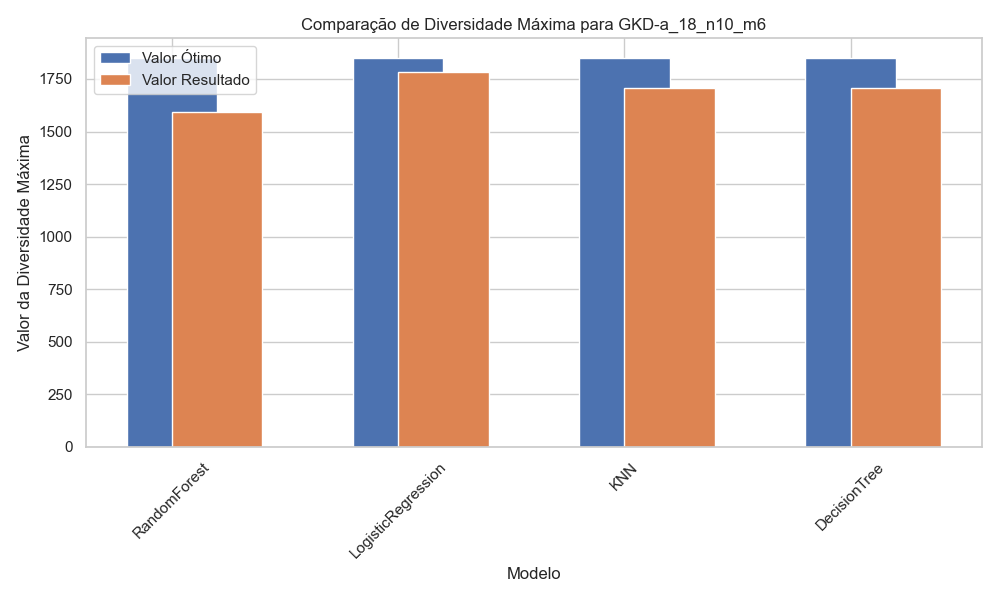 Comparação de Diversidade Máxima para GKD-a_18_n10_m6
Valor Ótimo
Valor Resultado
Valor da Diversidade Máxima
1750
1500
1250
1000
750
500
250
0
RandomForest
LogisticRegression
KNN
DecisionTree
Modelo